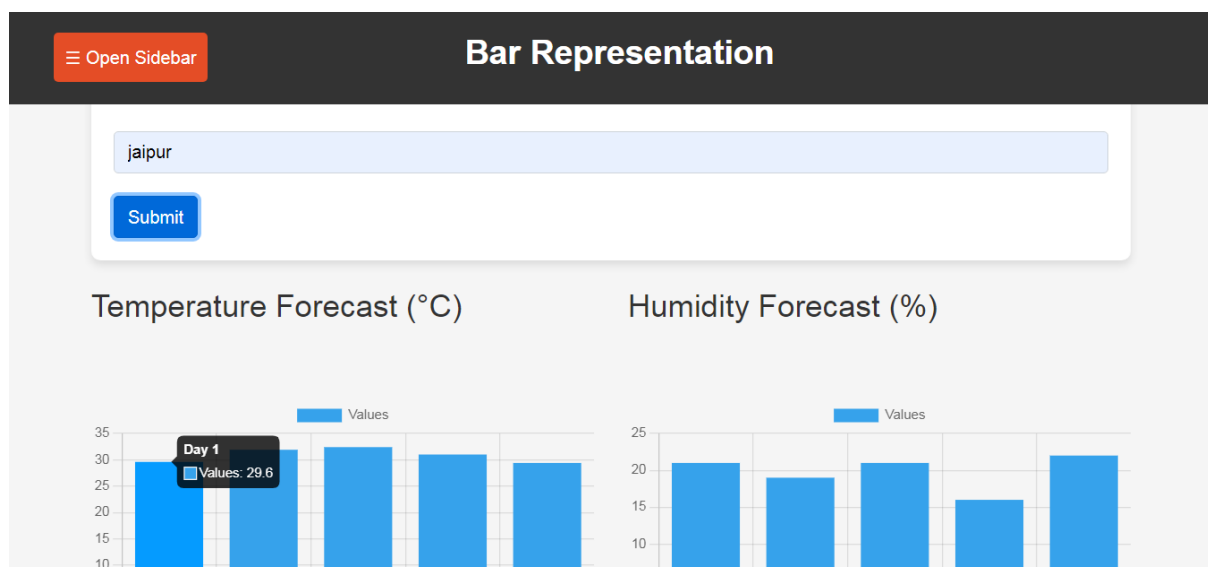 ☰ Open Sidebar
Bar Representation
jaipur
Submit
Temperature Forecast (°C)
Values
35
30
25
20
15
10
Day 1
Values: 29.6
Humidity Forecast (%)
Values
25
20
15
10